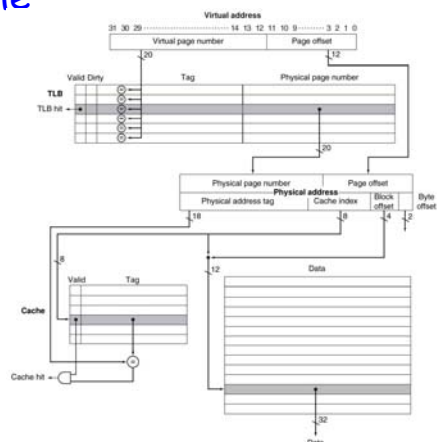 Virtual address
31 30 29 14 13 12 11 10 9 3 2 1 0
Virtual page number Page offset
20 12
Valid Dirty Tag Physical page number
TLB
TLB hit
= = = = = =
20
Physical page number Page offset
Physical address
Physical address tag Cache index Block offset Byte offset
18 8 4 2
8 12 Data
Valid Tag
Cache
=
Cache hit
32
Data